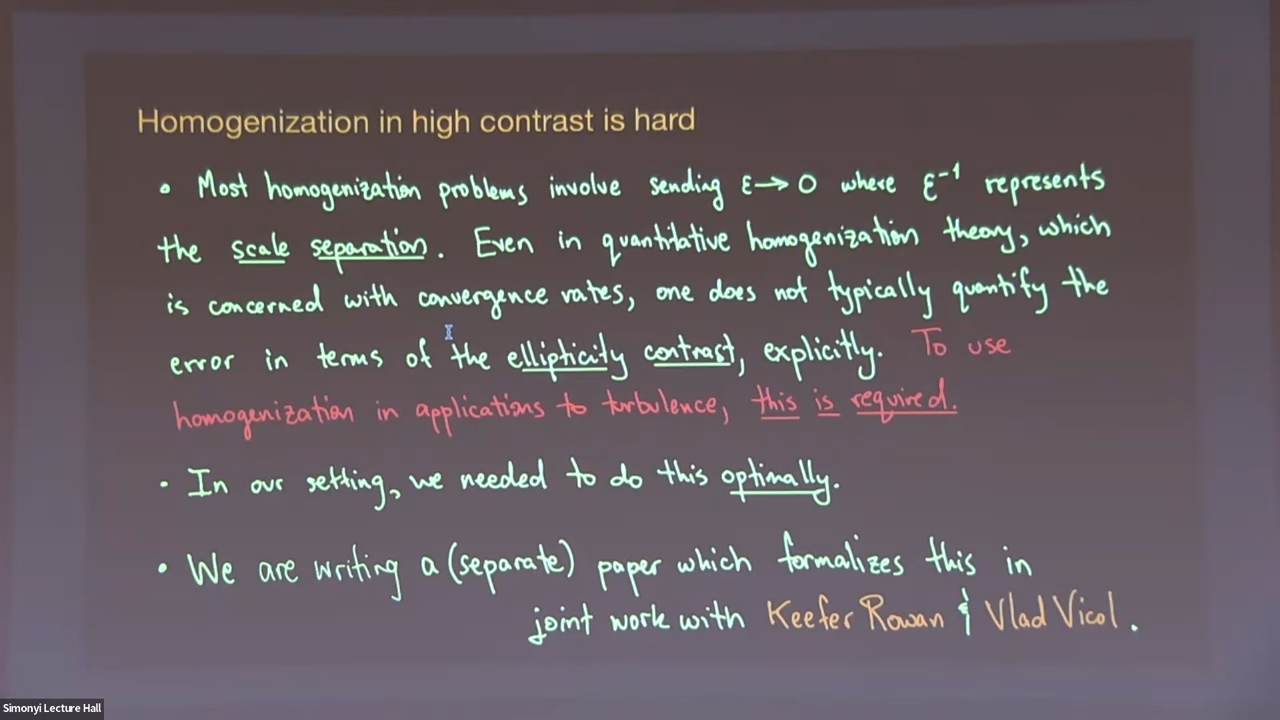 Homogenization in high contrast is hard
• Most homogenization problems involve sending ε→0 where ε⁻¹ represents
the scale separation. Even in quantitative homogenization theory, which
is concerned with convergence rates, one does not typically quantify the
error in terms of the ellipticity contrast, explicitly. To use
homogenization in applications to turbulence, this is required.
• In our setting, we needed to do this optimally.
• We are writing a (separate) paper which formalizes this in
joint work with Keefer Rowan & Vlad Vicol.
Simonyi Lecture Hall